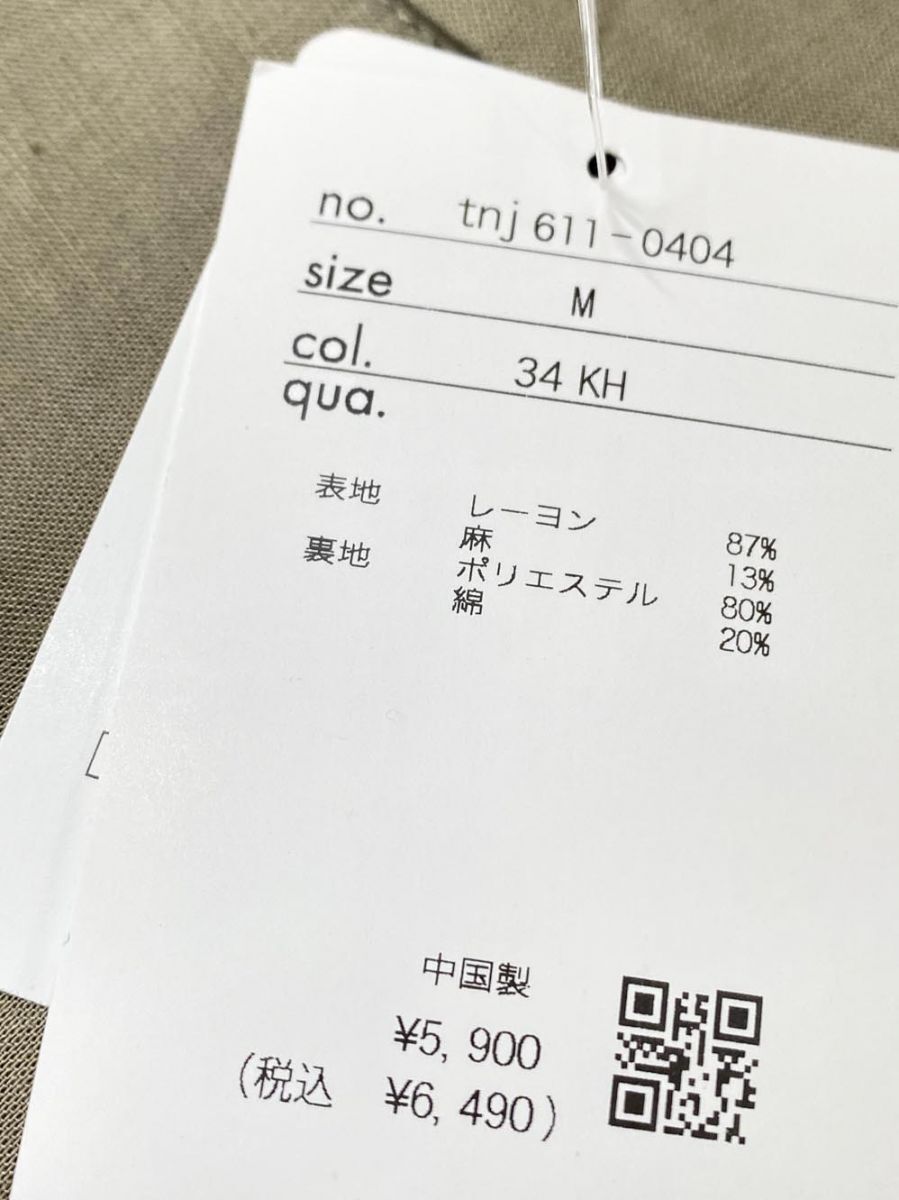 no. tnj 611-0404
size M
col. 34 KH
qua.
表地 レーヨン 87%
麻 13%
裏地 ポリエステル 80%
綿 20%
中国製
¥5,900
(税込 ¥6,490)
[